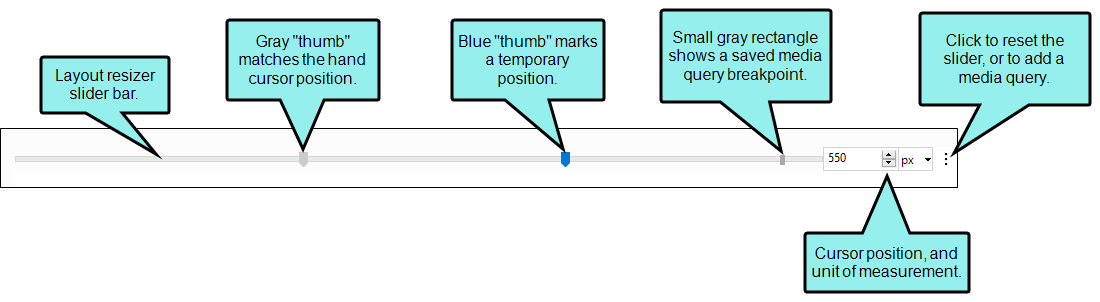 Layout resizer
slider bar.
Gray "thumb"
matches the hand
cursor position.
Blue "thumb" marks
a temporary
position.
Small gray rectangle
shows a saved media
query breakpoint.
Click to reset the
slider, or to add a
media query.
550
px
Cursor position, and
unit of measurement.